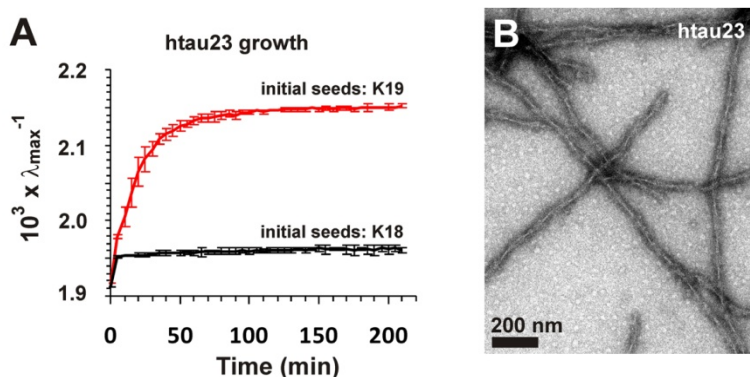 A
htau23 growth
initial seeds: K19
initial seeds: K18
2.2
2.1
2.0
1.9
10³ x λmax⁻¹
0 50 100 150 200
Time (min)
B
htau23
200 nm